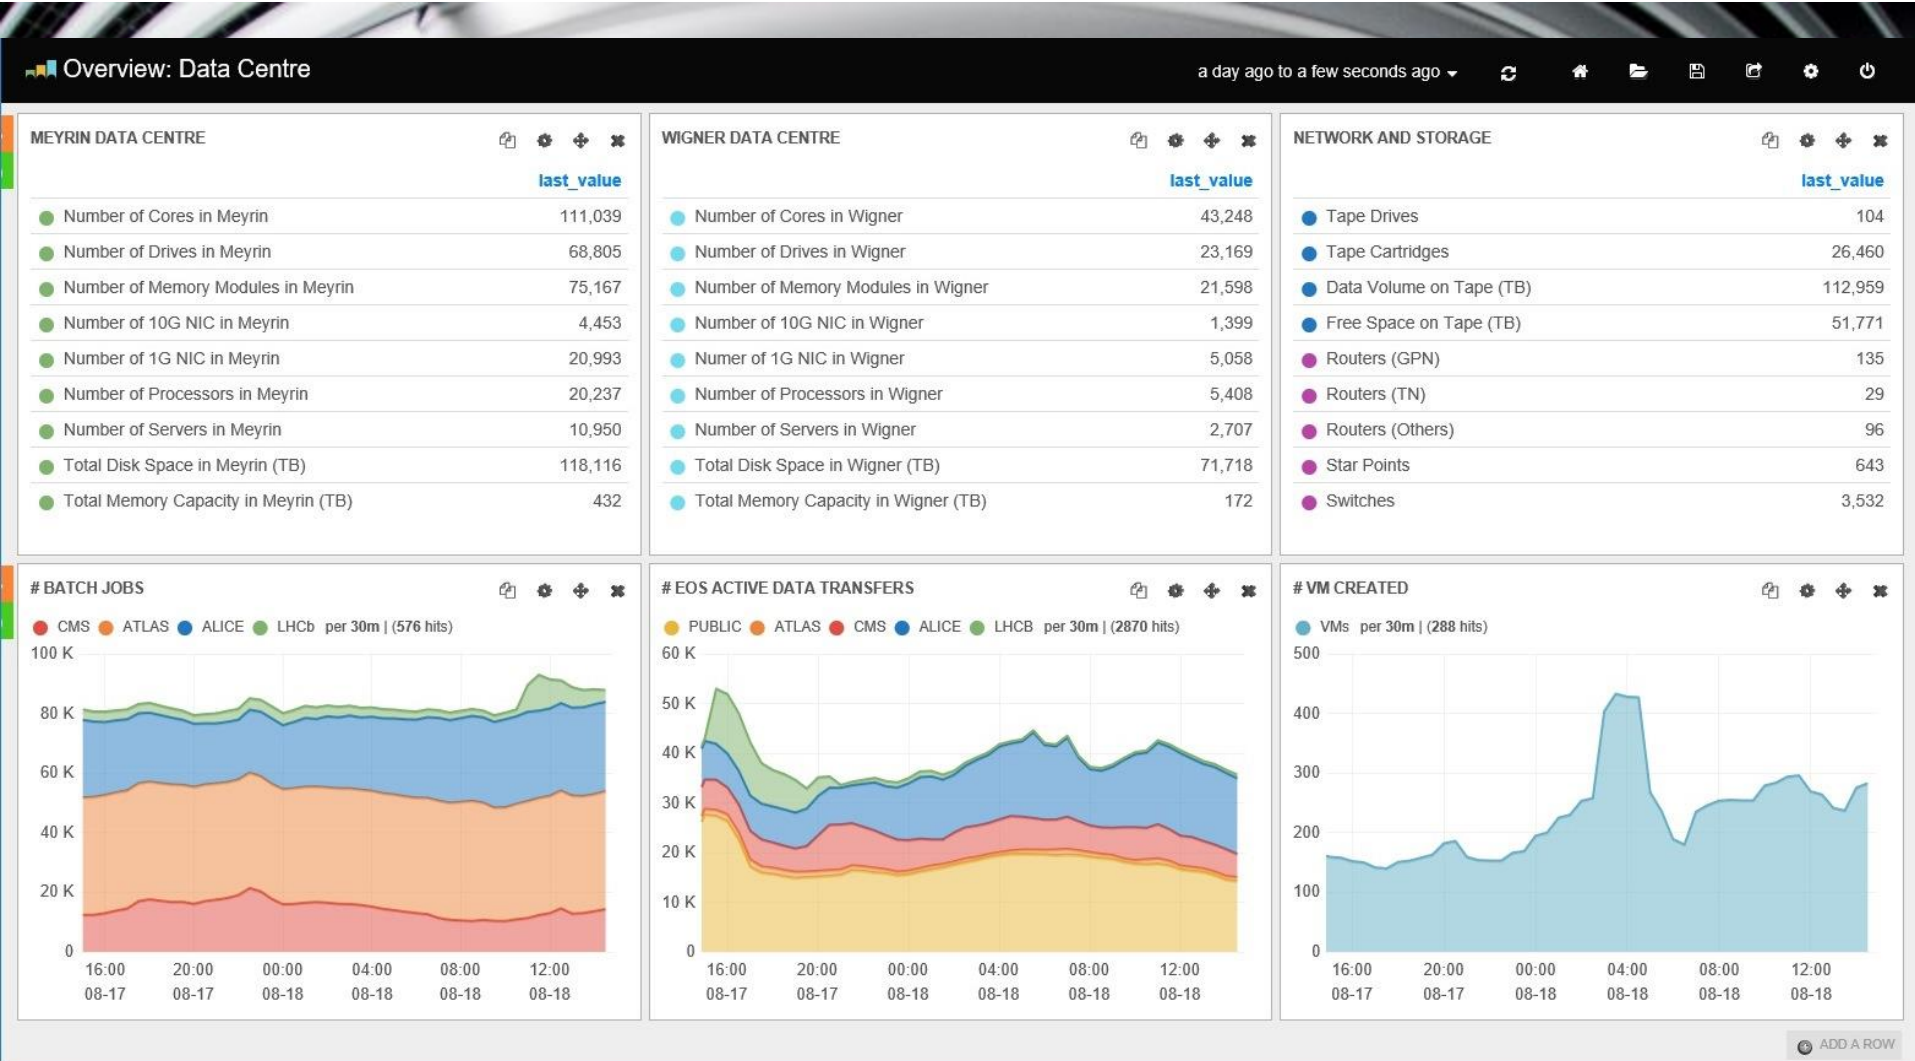 Overview: Data Centre
a day ago to a few seconds ago
MEYRIN DATA CENTRE
last_value
Number of Cores in Meyrin 111,039
Number of Drives in Meyrin 68,805
Number of Memory Modules in Meyrin 75,167
Number of 10G NIC in Meyrin 4,453
Number of 1G NIC in Meyrin 20,993
Number of Processors in Meyrin 20,237
Number of Servers in Meyrin 10,950
Total Disk Space in Meyrin (TB) 118,116
Total Memory Capacity in Meyrin (TB) 432
WIGNER DATA CENTRE
last_value
Number of Cores in Wigner 43,248
Number of Drives in Wigner 23,169
Number of Memory Modules in Wigner 21,598
Number of 10G NIC in Wigner 1,399
Numer of 1G NIC in Wigner 5,058
Number of Processors in Wigner 5,408
Number of Servers in Wigner 2,707
Total Disk Space in Wigner (TB) 71,718
Total Memory Capacity in Wigner (TB) 172
NETWORK AND STORAGE
last_value
Tape Drives 104
Tape Cartridges 26,460
Data Volume on Tape (TB) 112,959
Free Space on Tape (TB) 51,771
Routers (GPN) 135
Routers (TN) 29
Routers (Others) 96
Star Points 643
Switches 3,532
# BATCH JOBS
CMS ATLAS ALICE LHCb per 30m | (576 hits)
100 K
80 K
60 K
40 K
20 K
0
16:00 20:00 00:00 04:00 08:00 12:00
08-17 08-17 08-18 08-18 08-18 08-18
# EOS ACTIVE DATA TRANSFERS
PUBLIC ATLAS CMS ALICE LHCB per 30m | (2870 hits)
60 K
50 K
40 K
30 K
20 K
10 K
0
16:00 20:00 00:00 04:00 08:00 12:00
08-17 08-17 08-18 08-18 08-18 08-18
# VM CREATED
VMs per 30m | (288 hits)
500
400
300
200
100
0
16:00 20:00 00:00 04:00 08:00 12:00
08-17 08-17 08-18 08-18 08-18 08-18
ADD A ROW